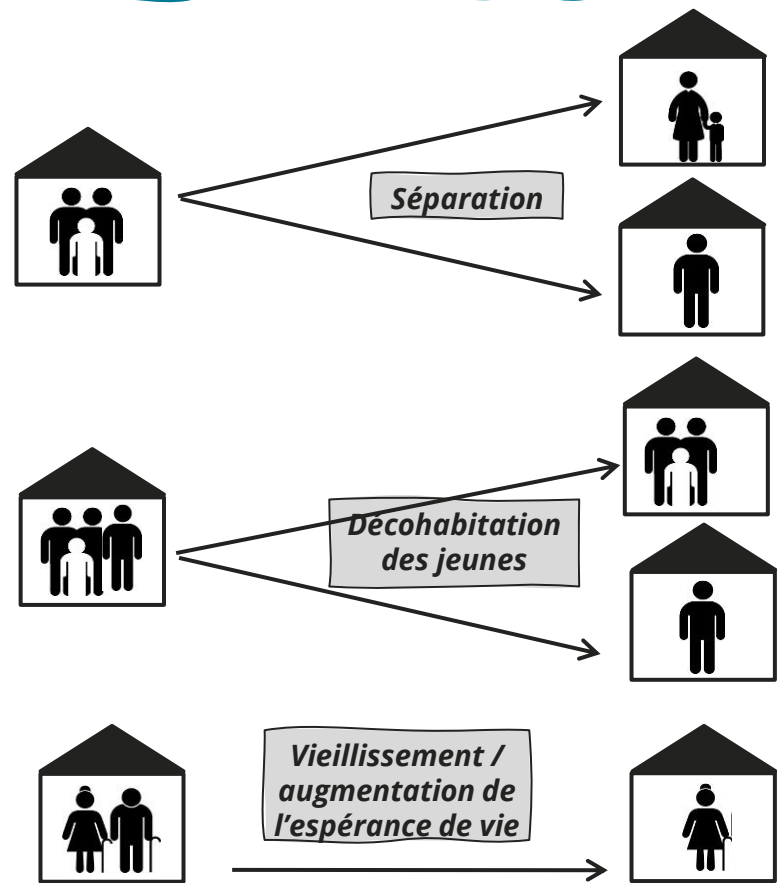 Séparation
Décohabitation
des jeunes
Vieillissement /
augmentation de
l'espérance de vie